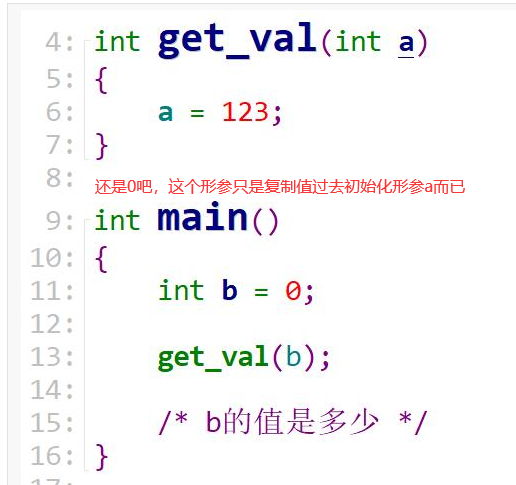 4: int get_val(int a)
5: {
6: a = 123;
7: }
8:
还是0吧，这个形参只是复制值过去初始化形参a而已
9: int main()
10: {
11: int b = 0;
12:
13: get_val(b);
14:
15: /* b的值是多少 */
16: }